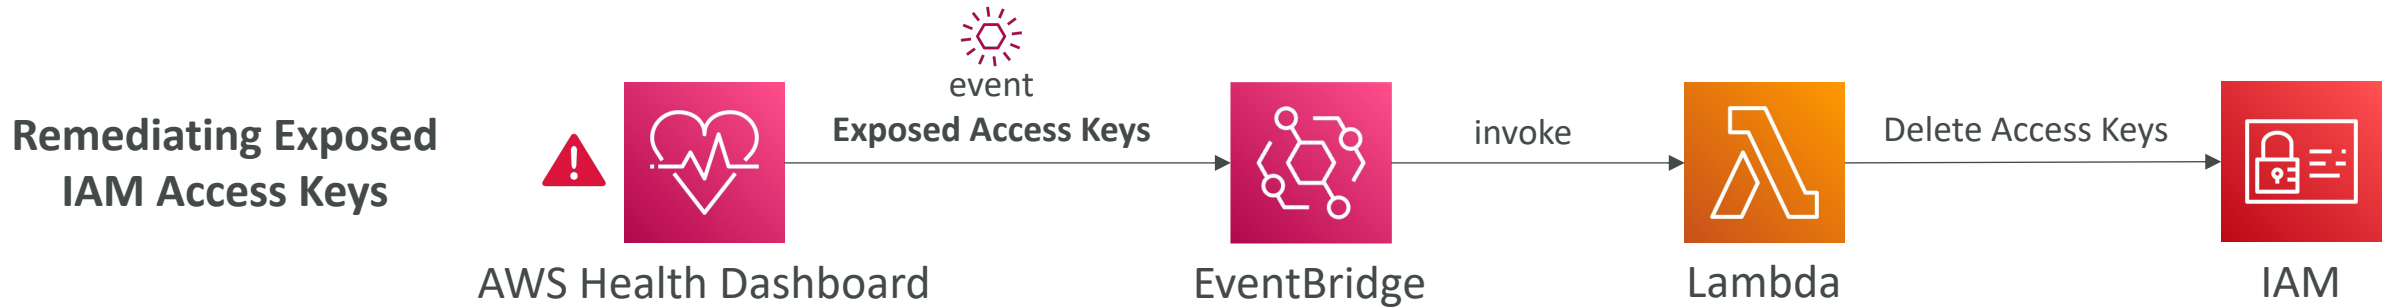 Remediating Exposed
IAM Access Keys
AWS Health Dashboard
event
Exposed Access Keys
EventBridge
invoke
Lambda
Delete Access Keys
IAM